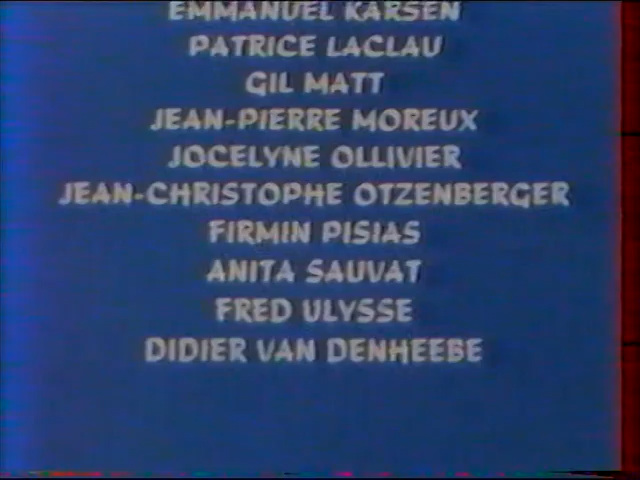 EMMANUEL KARSEN
PATRICE LACLAU
GIL MATT
JEAN-PIERRE MOREUX
JOCELYNE OLLIVIER
JEAN-CHRISTOPHE OTZENBERGER
FIRMIN PISIAS
ANITA SAUVAT
FRED ULYSSE
DIDIER VAN DENHEEBE